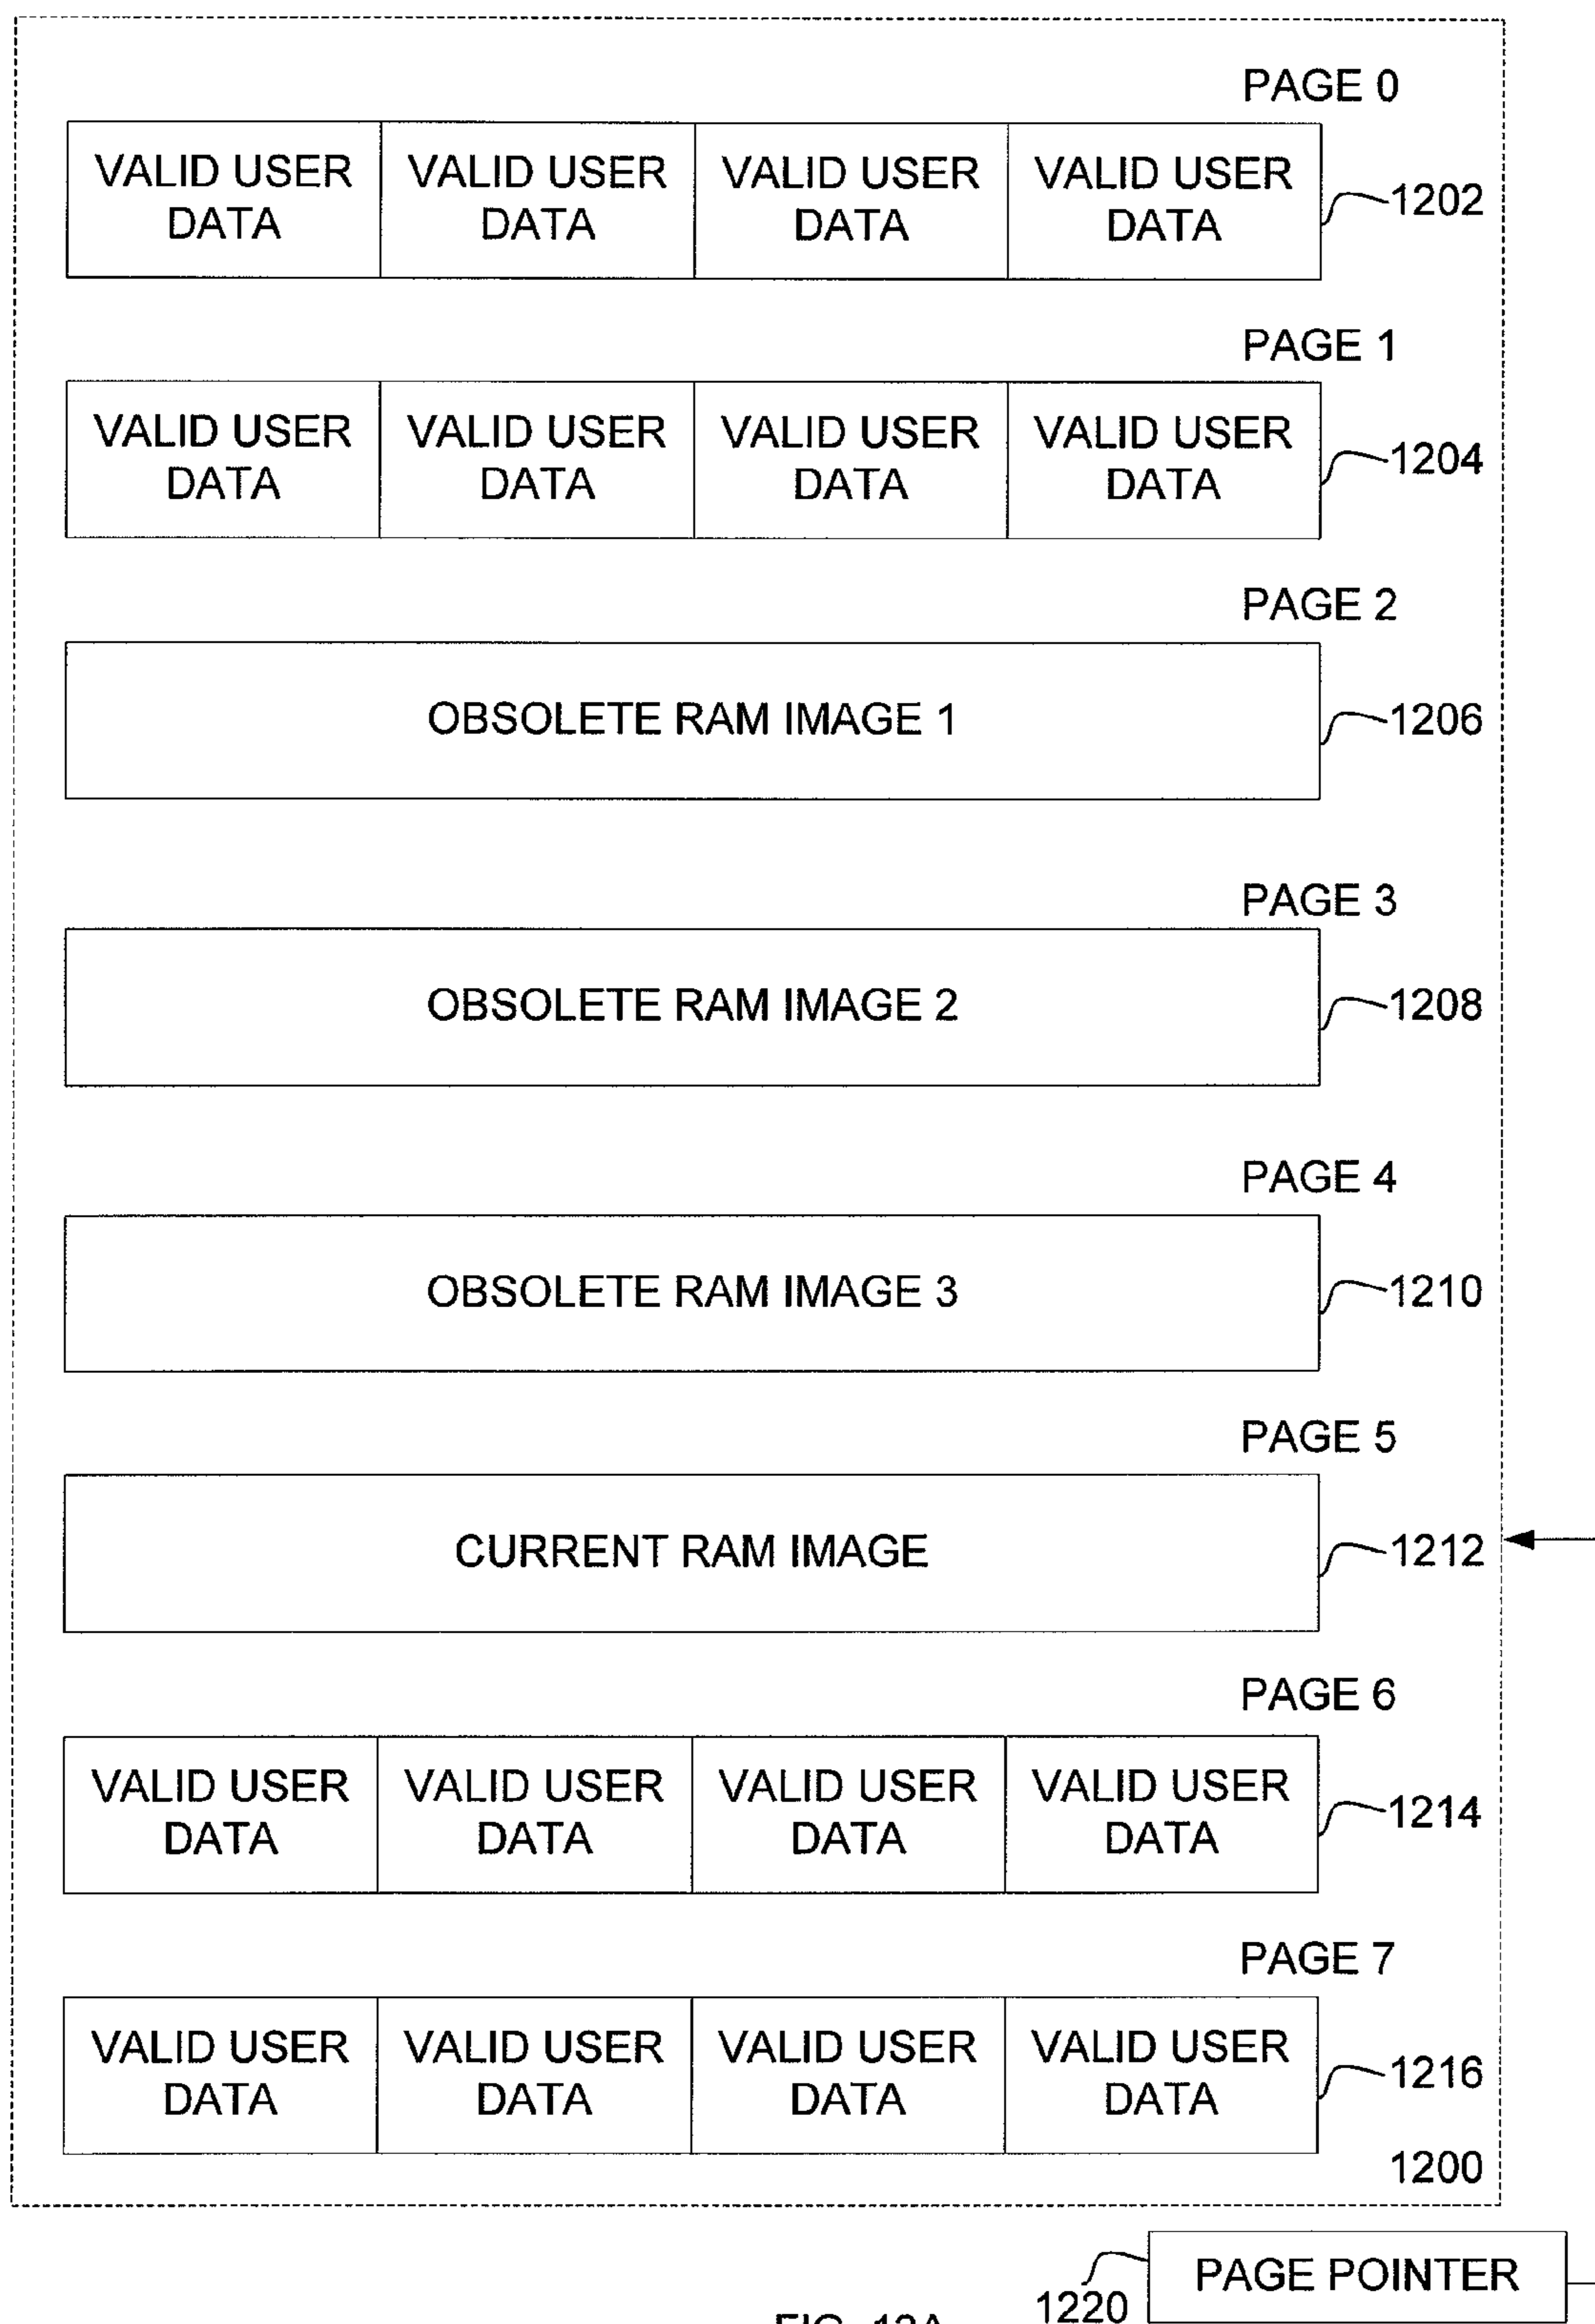 PAGE 0
VALID USER DATA VALID USER DATA VALID USER DATA VALID USER DATA
1202
PAGE 1
VALID USER DATA VALID USER DATA VALID USER DATA VALID USER DATA
1204
PAGE 2
OBSOLETE RAM IMAGE 1
1206
PAGE 3
OBSOLETE RAM IMAGE 2
1208
PAGE 4
OBSOLETE RAM IMAGE 3
1210
PAGE 5
CURRENT RAM IMAGE
1212
PAGE 6
VALID USER DATA VALID USER DATA VALID USER DATA VALID USER DATA
1214
PAGE 7
VALID USER DATA VALID USER DATA VALID USER DATA VALID USER DATA
1216
1200
PAGE POINTER
1220
FIG. 12A